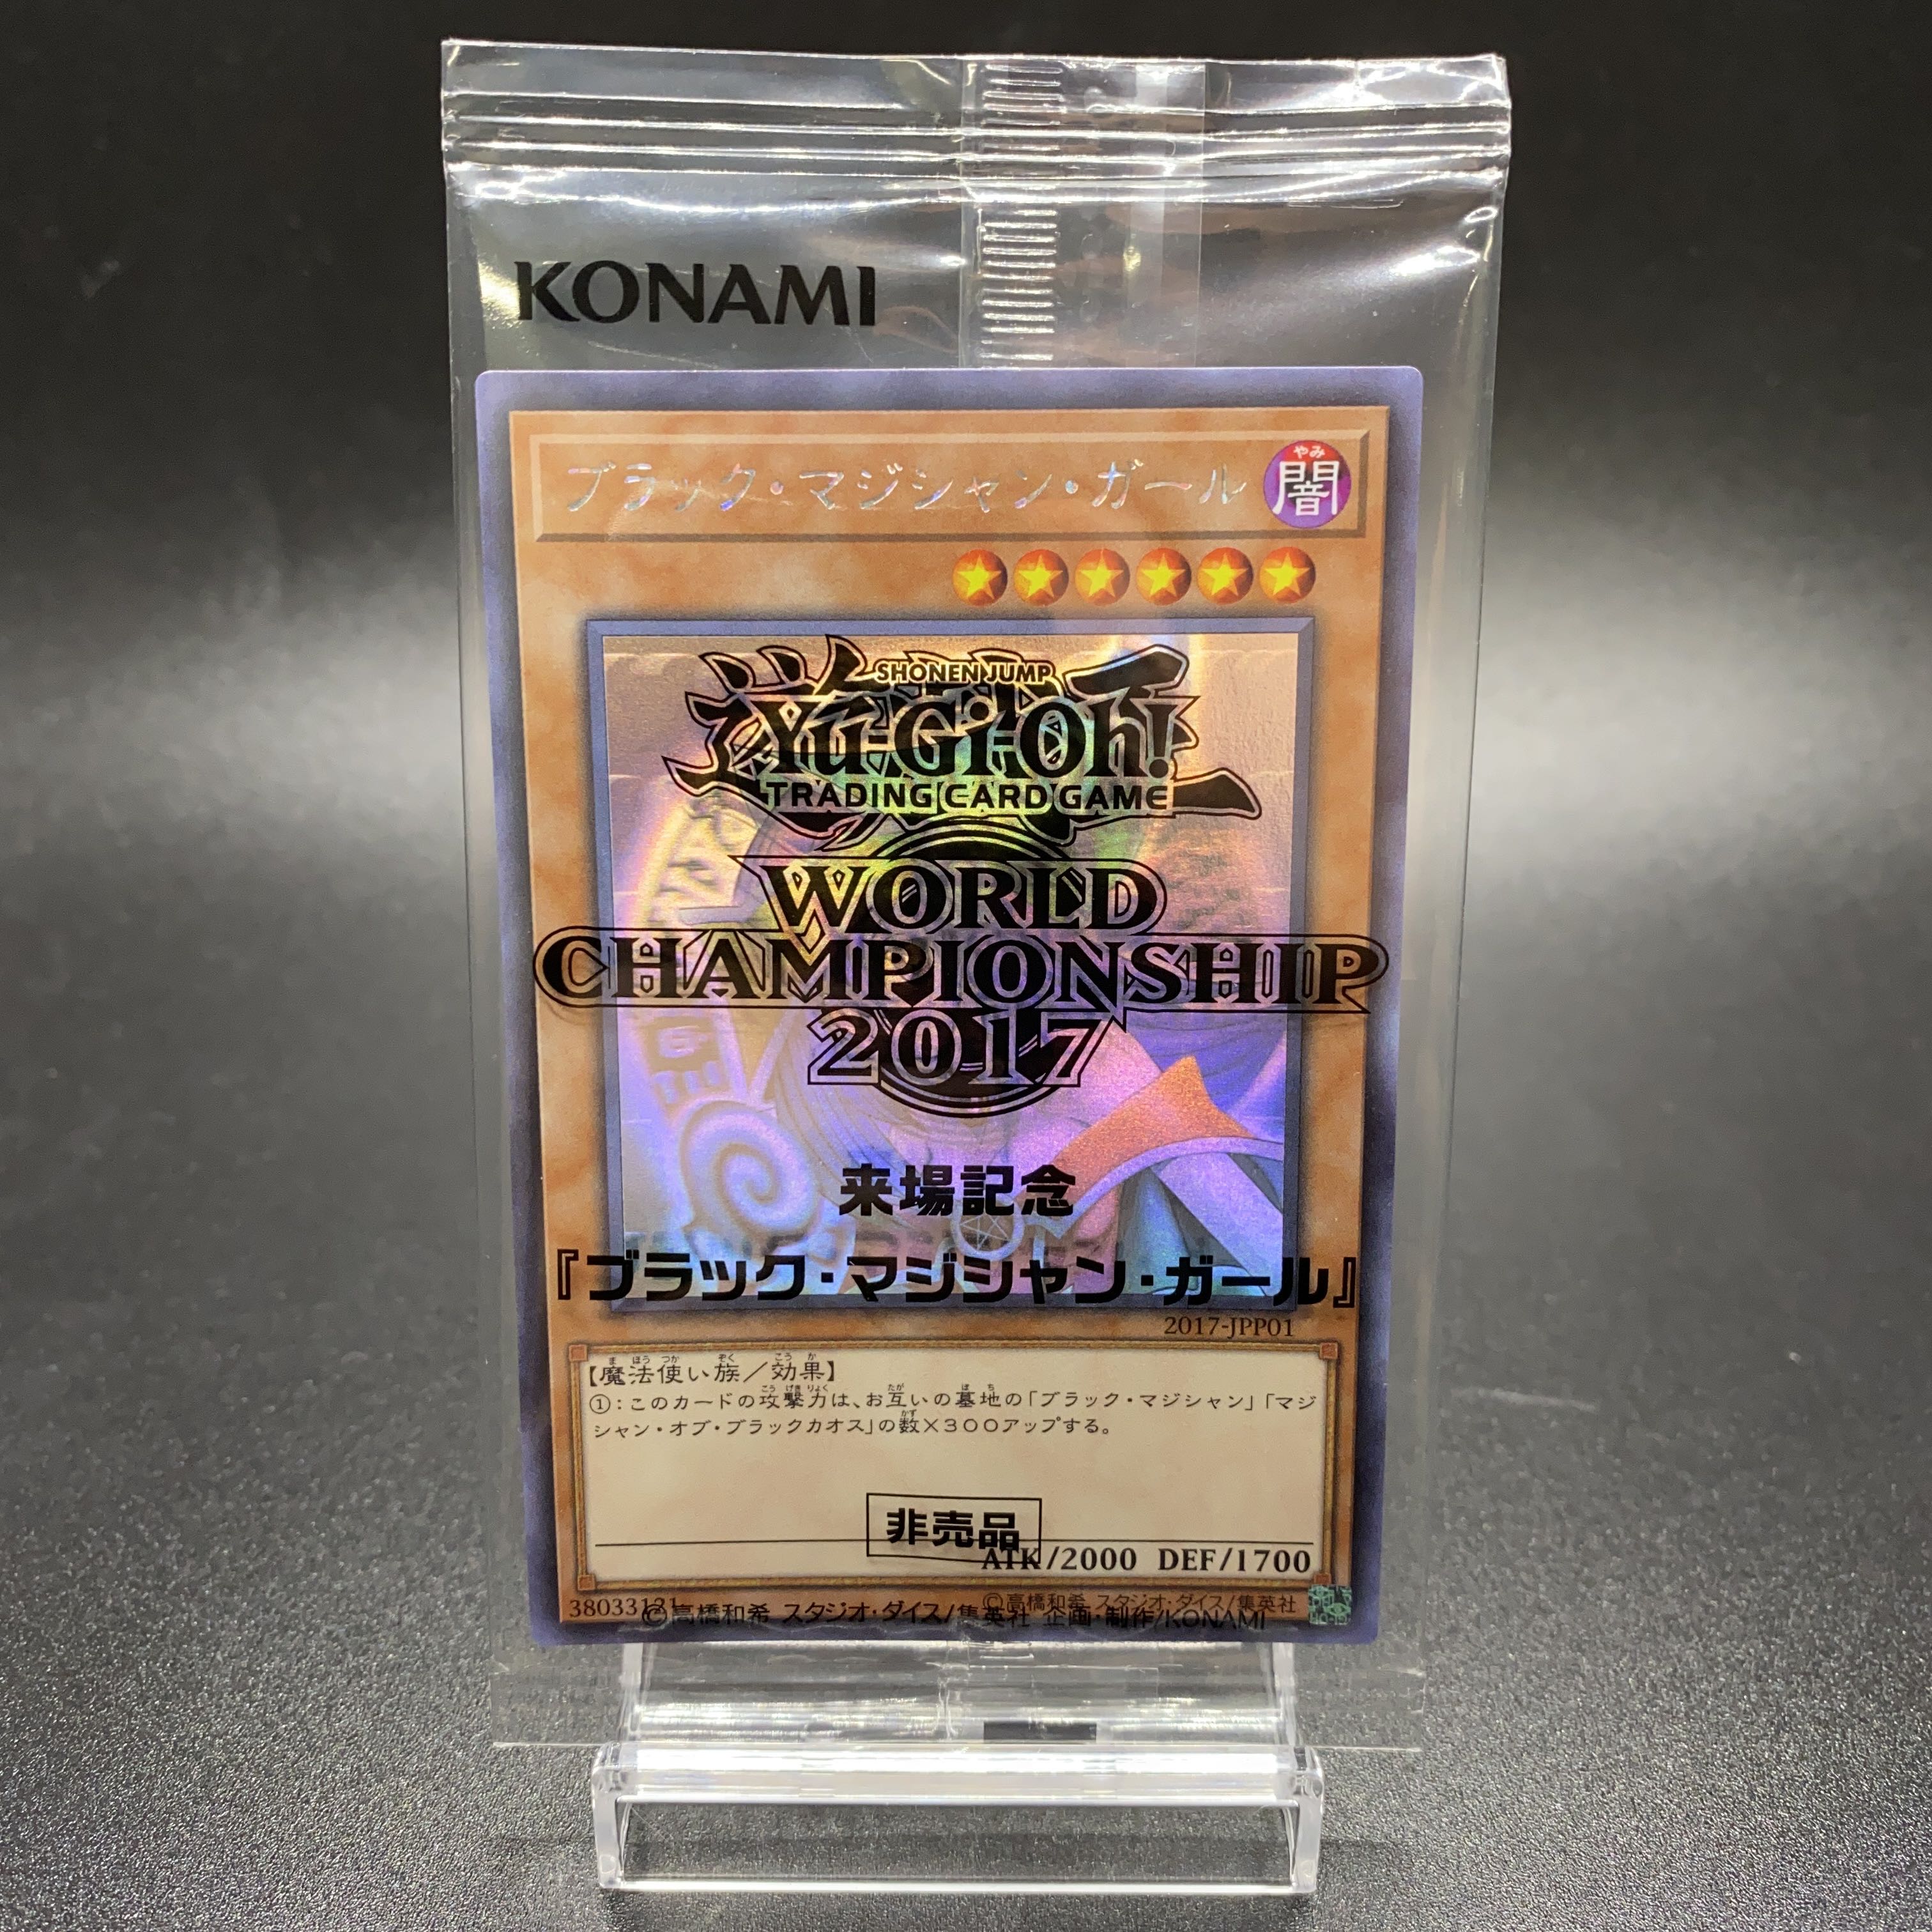 KONAMI
ブラック・マジシャン・ガール
やみ
闇
SHONEN JUMP
Yu-Gi-Oh!
TRADING CARD GAME
WORLD
CHAMPIONSHIP
2017
来場記念
『ブラック・マジシャン・ガール』
2017-JPP01
【魔法使い族／効果】
①：このカードの攻撃力は、お互いの墓地の「ブラック・マジシャン」「マジ
シャン・オブ・ブラックカオス」の数×３００アップする。
非売品
ATK/2000 DEF/1700
38033121
©高橋和希 スタジオ・ダイス/集英社
©高橋和希 スタジオ・ダイス/集英社 企画・制作/KONAMI